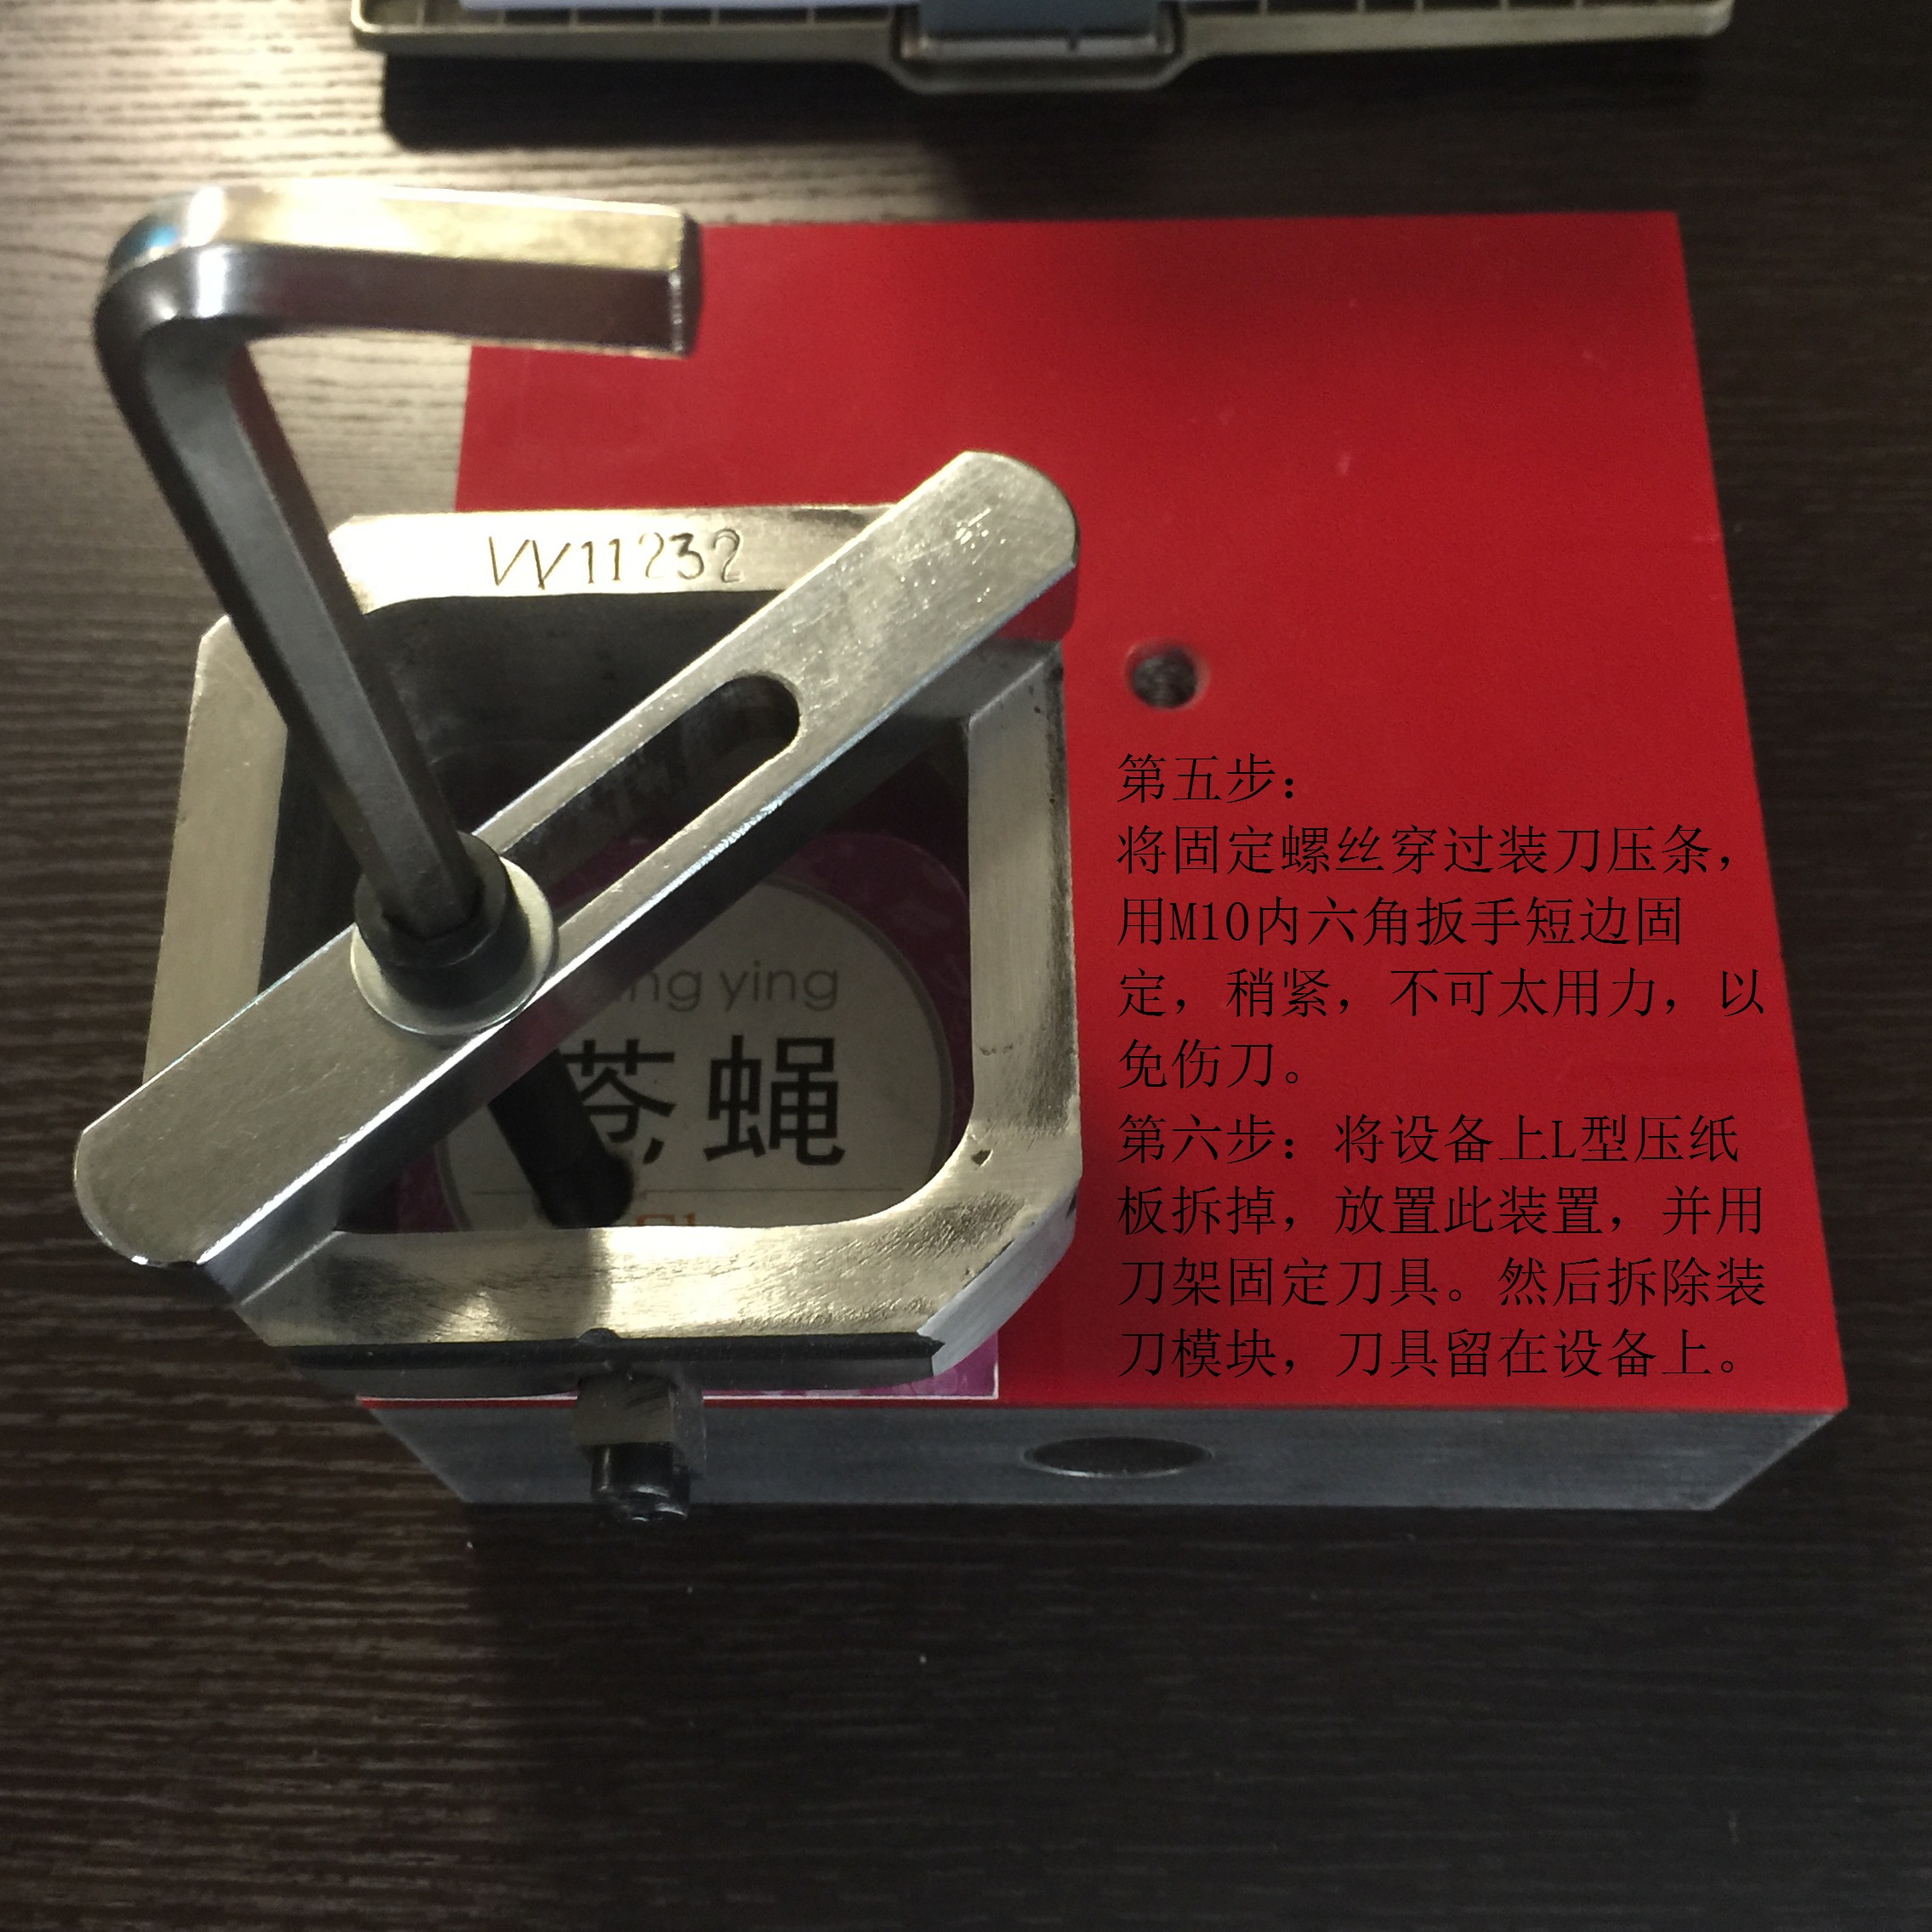 VV11232
ng ying
苍蝇
第五步：
将固定螺丝穿过装刀压条，
用M10内六角扳手短边固
定，稍紧，不可太用力，以
免伤刀。
第六步：将设备上L型压纸
板拆掉，放置此装置，并用
刀架固定刀具。然后拆除装
刀模块，刀具留在设备上。